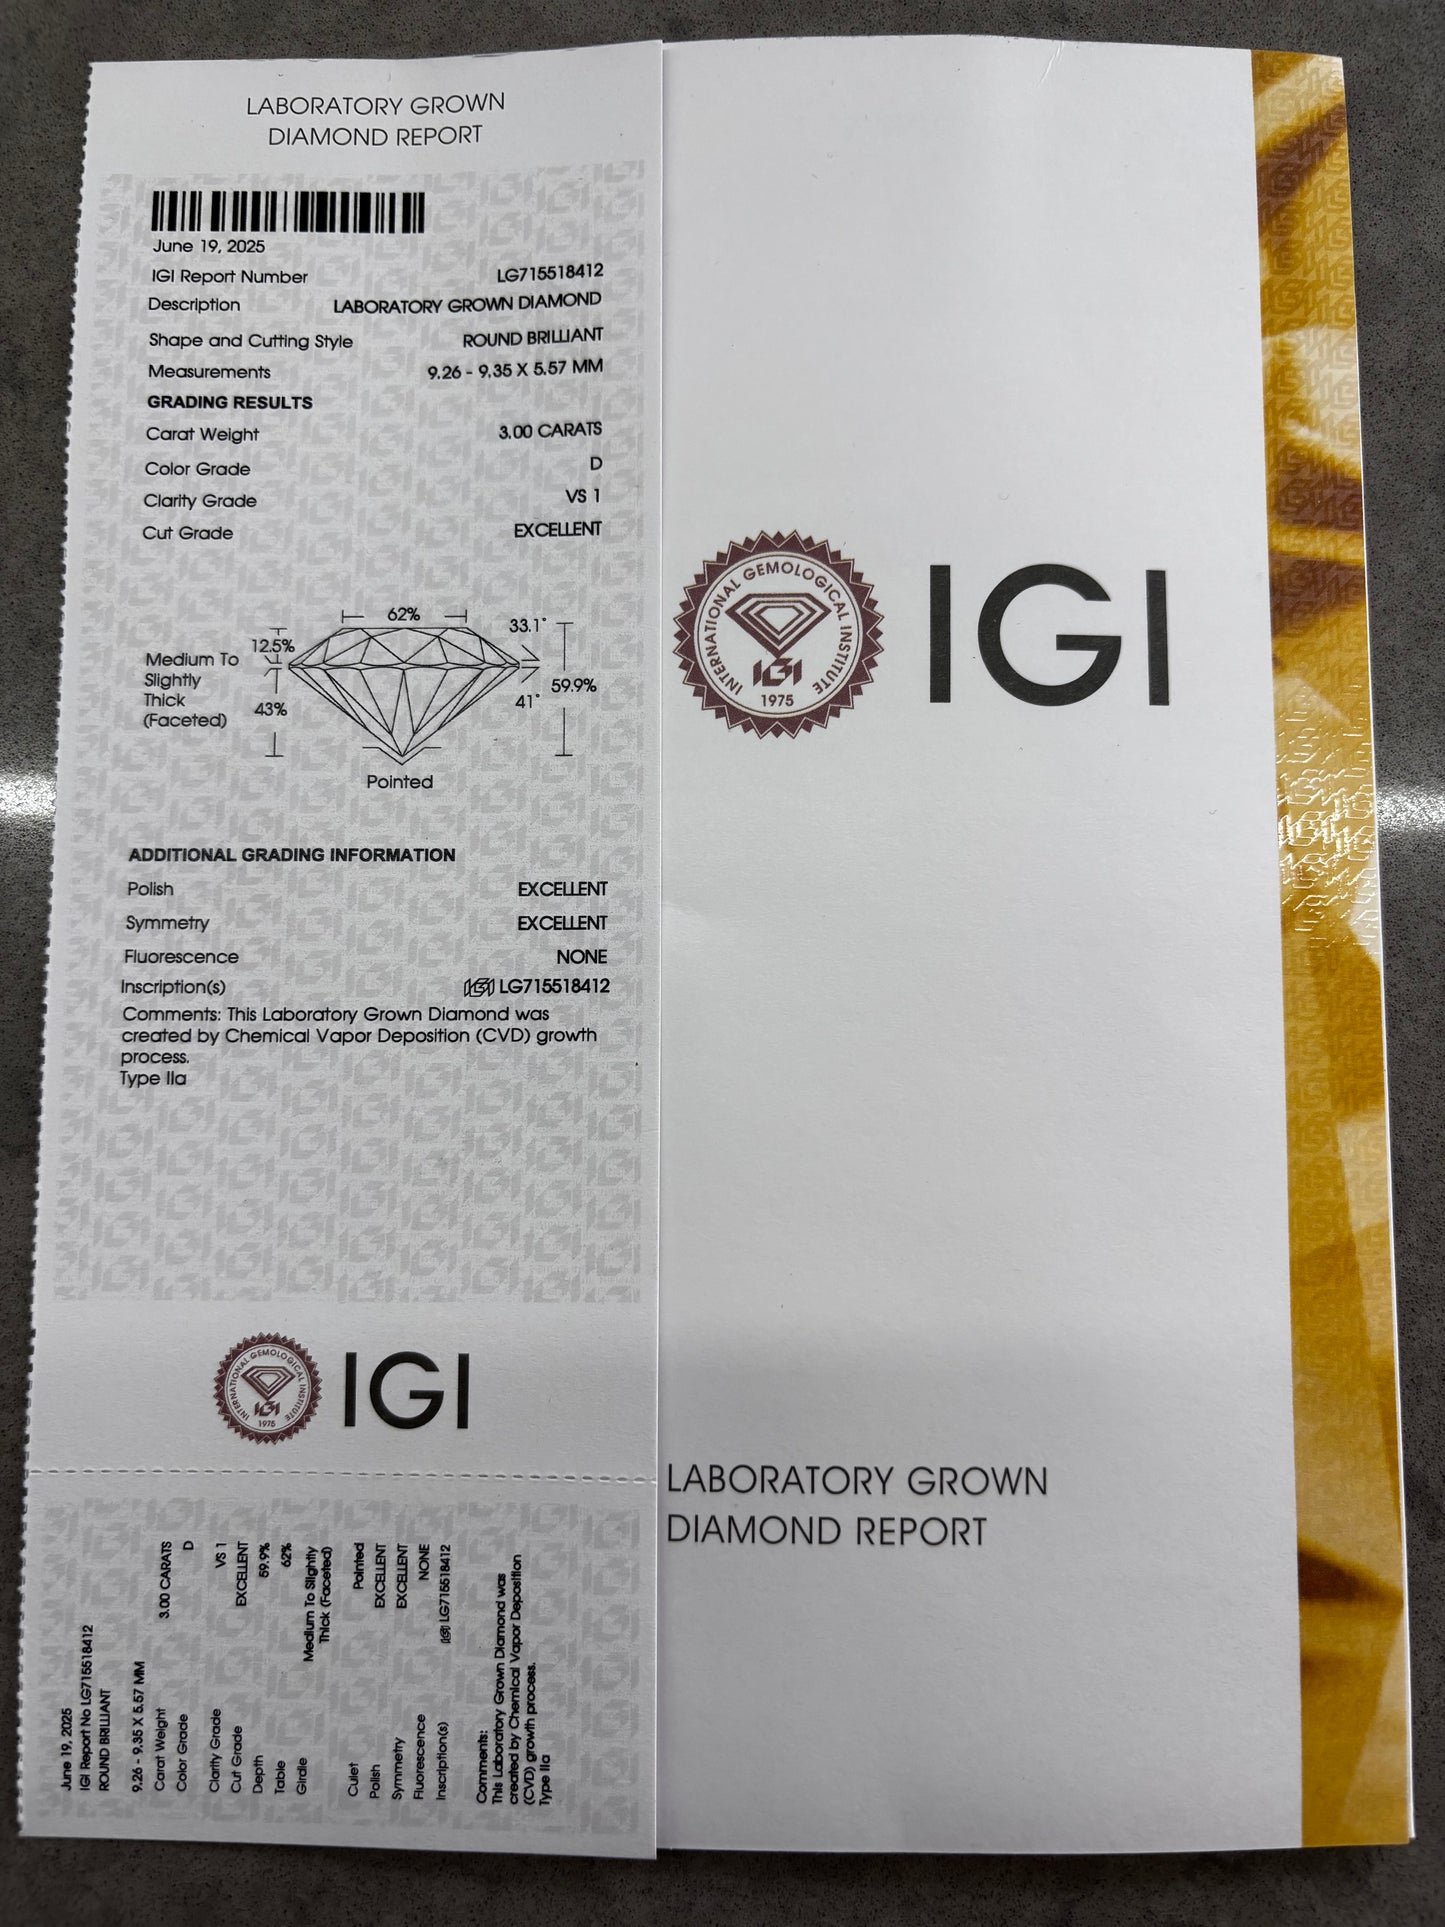 LABORATORY GROWN
DIAMOND REPORT
June 19, 2025
IGI Report Number LG715518412
Description LABORATORY GROWN DIAMOND
Shape and Cutting Style ROUND BRILLIANT
Measurements 9.26 - 9.35 X 5.57 MM
GRADING RESULTS
Carat Weight 3.00 CARATS
Color Grade D
Clarity Grade VS 1
Cut Grade EXCELLENT
62%
33.1°
12.5%
Medium To
Slightly
Thick
(Faceted)
59.9%
43%
41°
Pointed
ADDITIONAL GRADING INFORMATION
Polish EXCELLENT
Symmetry EXCELLENT
Fluorescence NONE
Inscription(s) IGI LG715518412
Comments: This Laboratory Grown Diamond was
created by Chemical Vapor Deposition (CVD) growth
process.
Type IIa
INTERNATIONAL GEMOLOGICAL INSTITUTE
IGI
1975
IGI
June 19, 2025
IGI Report No LG715518412
ROUND BRILLIANT
9.26 - 9.35 X 5.57 MM
Carat Weight 3.00 CARATS
Color Grade D
Clarity Grade VS 1
Cut Grade EXCELLENT
Depth 59.9%
Table 62%
Girdle Medium To Slightly
Thick (Faceted)
Culet Pointed
Polish EXCELLENT
Symmetry EXCELLENT
Fluorescence NONE
Inscription(s) IGI LG715518412
Comments:
This Laboratory Grown Diamond was
created by Chemical Vapor Deposition
(CVD) growth process.
Type IIa
INTERNATIONAL GEMOLOGICAL INSTITUTE
IGI
1975
IGI
LABORATORY GROWN
DIAMOND REPORT